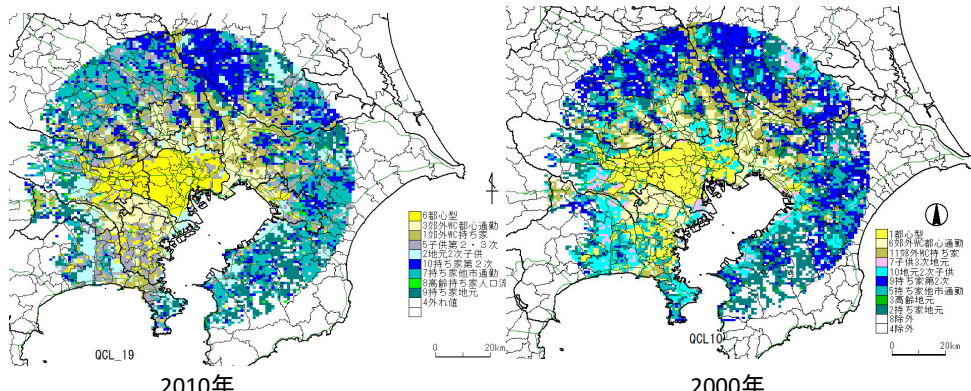 6都心型
3郊外WC都心通勤
1郊外WC持ち家
5子供第2・3次
2地元2次子供
10持ち家第2次
7持ち家他市通勤
8高齢持ち家人口流
9持ち家地元
4外れ値
QCL_19
0 20km
2010年
1都心型
6郊外WC都心通勤
11郊外WC持ち家
7子供3次地元
10地元2次子供
9持ち家第2次
5持ち家他市通勤
3高齢地元
2持ち家地元
8除外
4除外
QCL10
0 20km
2000年